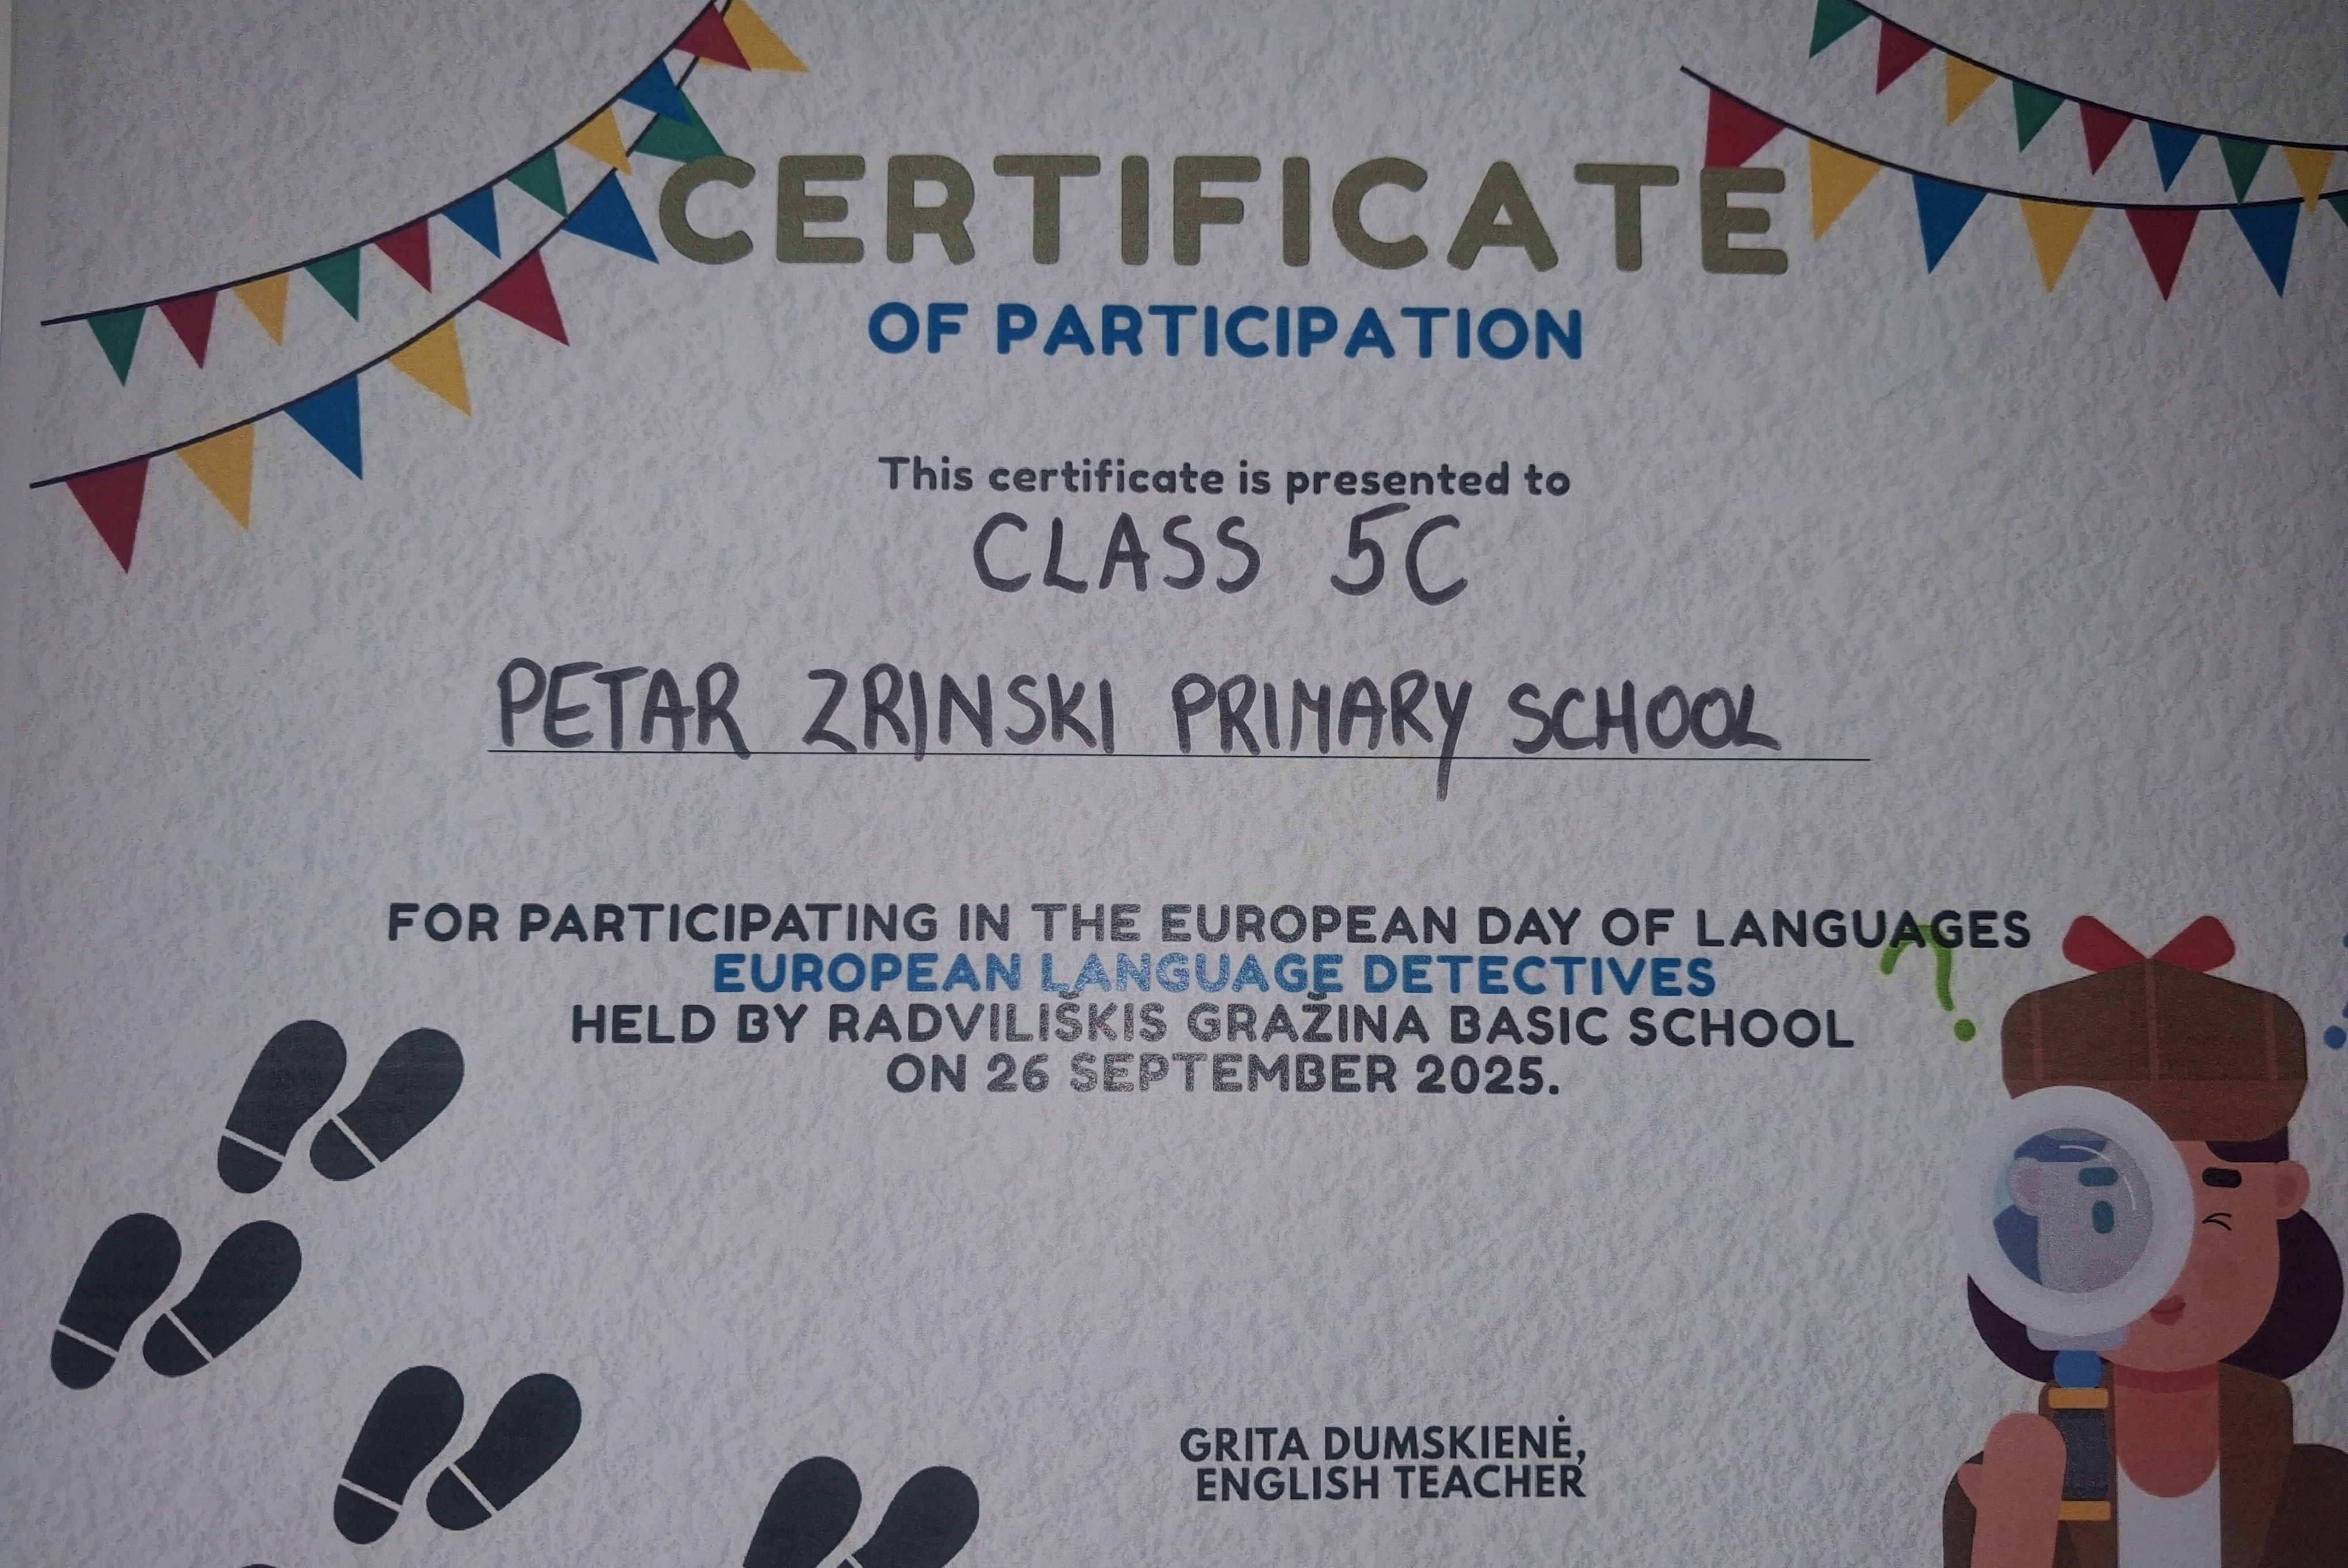 CERTIFICATE
OF PARTICIPATION
This certificate is presented to
CLASS 5C
PETAR ZRINSKI PRIMARY SCHOOL
FOR PARTICIPATING IN THE EUROPEAN DAY OF LANGUAGES
EUROPEAN LANGUAGE DETECTIVES
HELD BY RADVILIŠKIS GRAŽINA BASIC SCHOOL
ON 26 SEPTEMBER 2025.
GRITA DUMSKIENĖ,
ENGLISH TEACHER